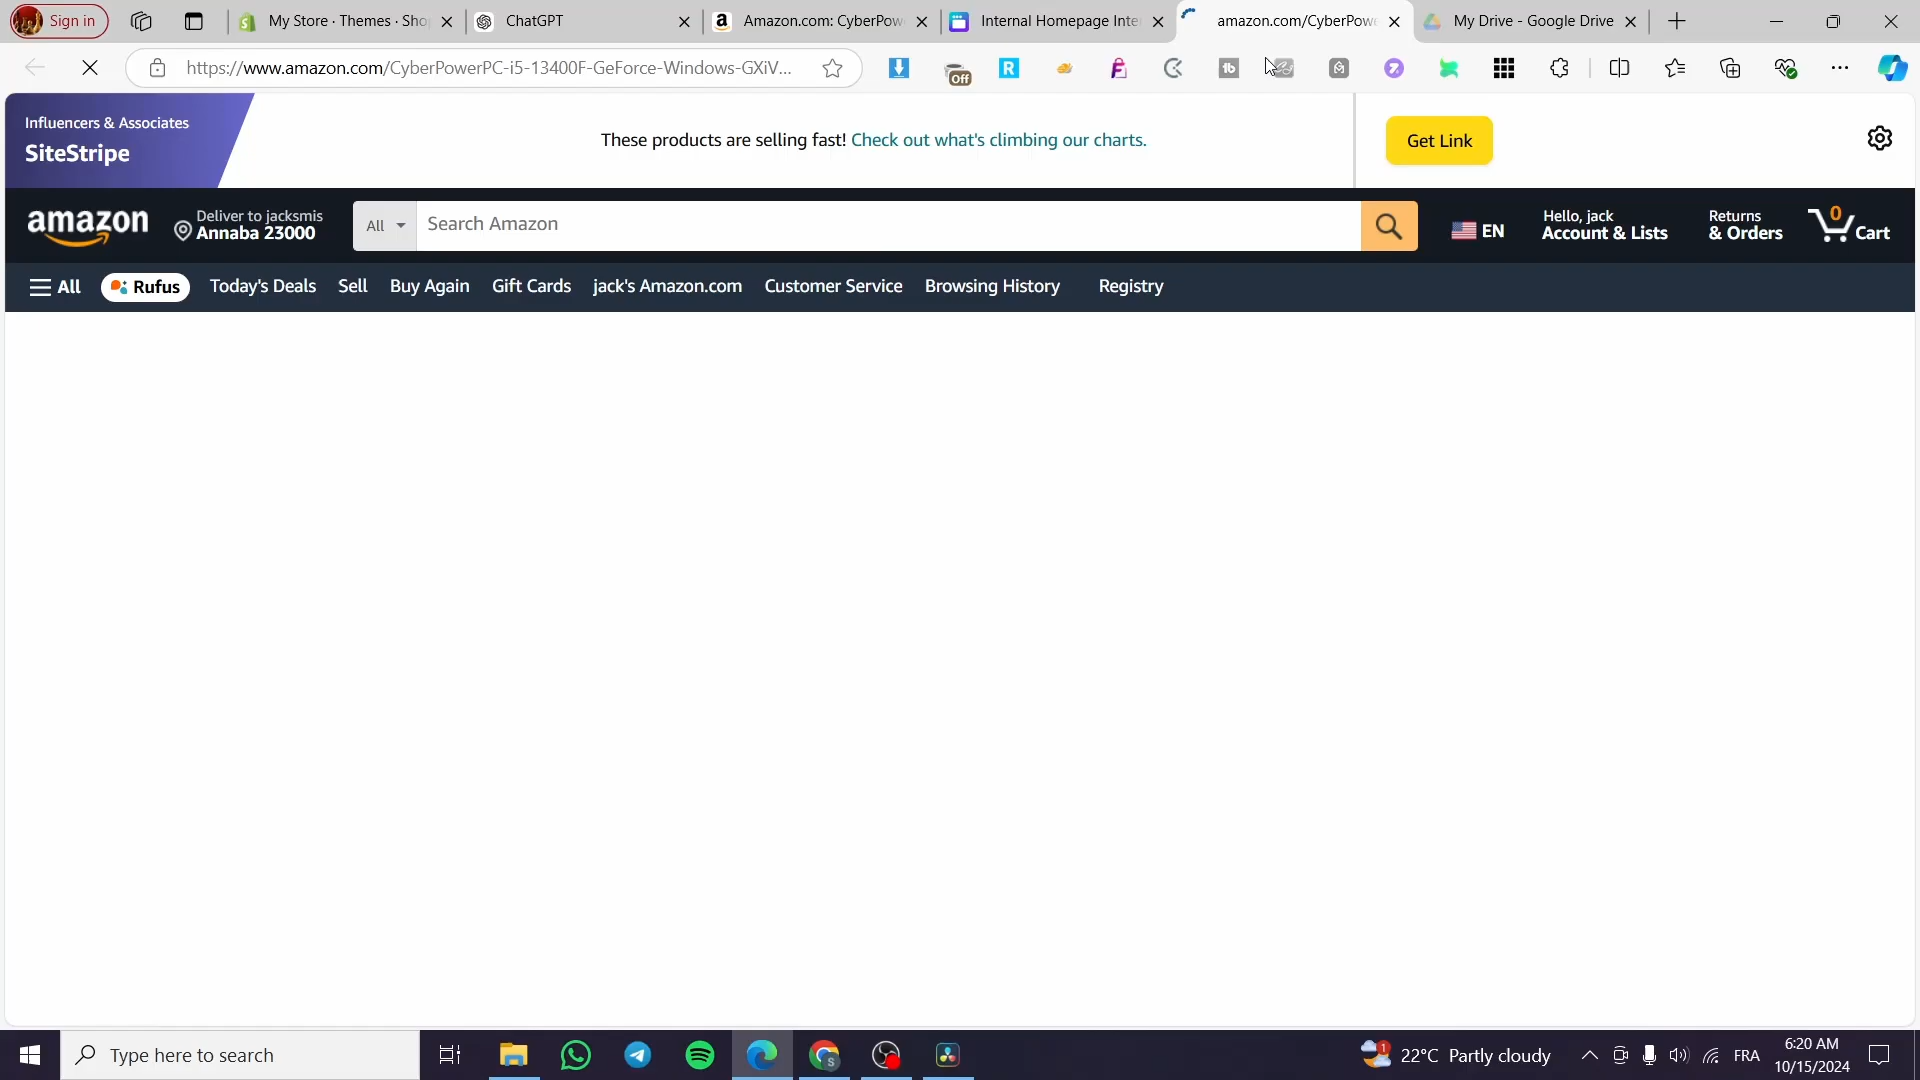 Sign in
My Store · Themes · Sho
ChatGPT
Amazon.com: CyberPow
Internal Homepage Inte
amazon.com/CyberPow
My Drive - Google Drive
https://www.amazon.com/CyberPowerPC-i5-13400F-GeForce-Windows-GXiV...
Off
R
tb
Influencers & Associates
SiteStripe
These products are selling fast! Check out what's climbing our charts.
Get Link
amazon
Deliver to jacksmis
Annaba 23000
All
Search Amazon
EN
Hello, jack
Account & Lists
Returns
& Orders
0
Cart
All
Rufus
Today's Deals
Sell
Buy Again
Gift Cards
jack's Amazon.com
Customer Service
Browsing History
Registry
Type here to search
1
22°C Partly cloudy
FRA
6:20 AM
10/15/2024